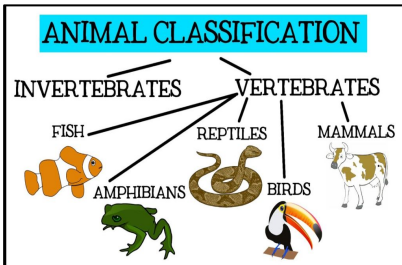 ANIMAL CLASSIFICATION
INVERTEBRATES
VERTEBRATES
FISH
REPTILES
MAMMALS
AMPHIBIANS
BIRDS